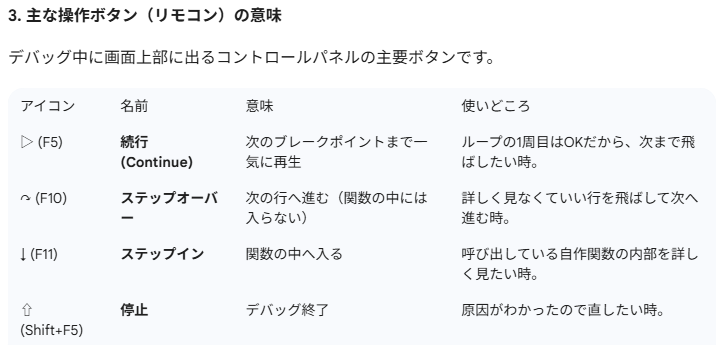 3. 主な操作ボタン（リモコン）の意味
デバッグ中に画面上部に出るコントロールパネルの主要ボタンです。
アイコン 名前 意味 使いどころ
▷ (F5) 続行 次のブレークポイントまで一 ループの1周目はOKだから、次まで飛
(Continue) 気に再生 ばしたい時。
↷ (F10) ステップオーバ 次の行へ進む（関数の中には 詳しく見なくていい行を飛ばして次へ
ー 入らない） 進む時。
↓ (F11) ステップイン 関数の中へ入る 呼び出している自作関数の内部を詳し
く見たい時。
⇧ 停止 デバッグ終了 原因がわかったので直したい時。
(Shift+F5)